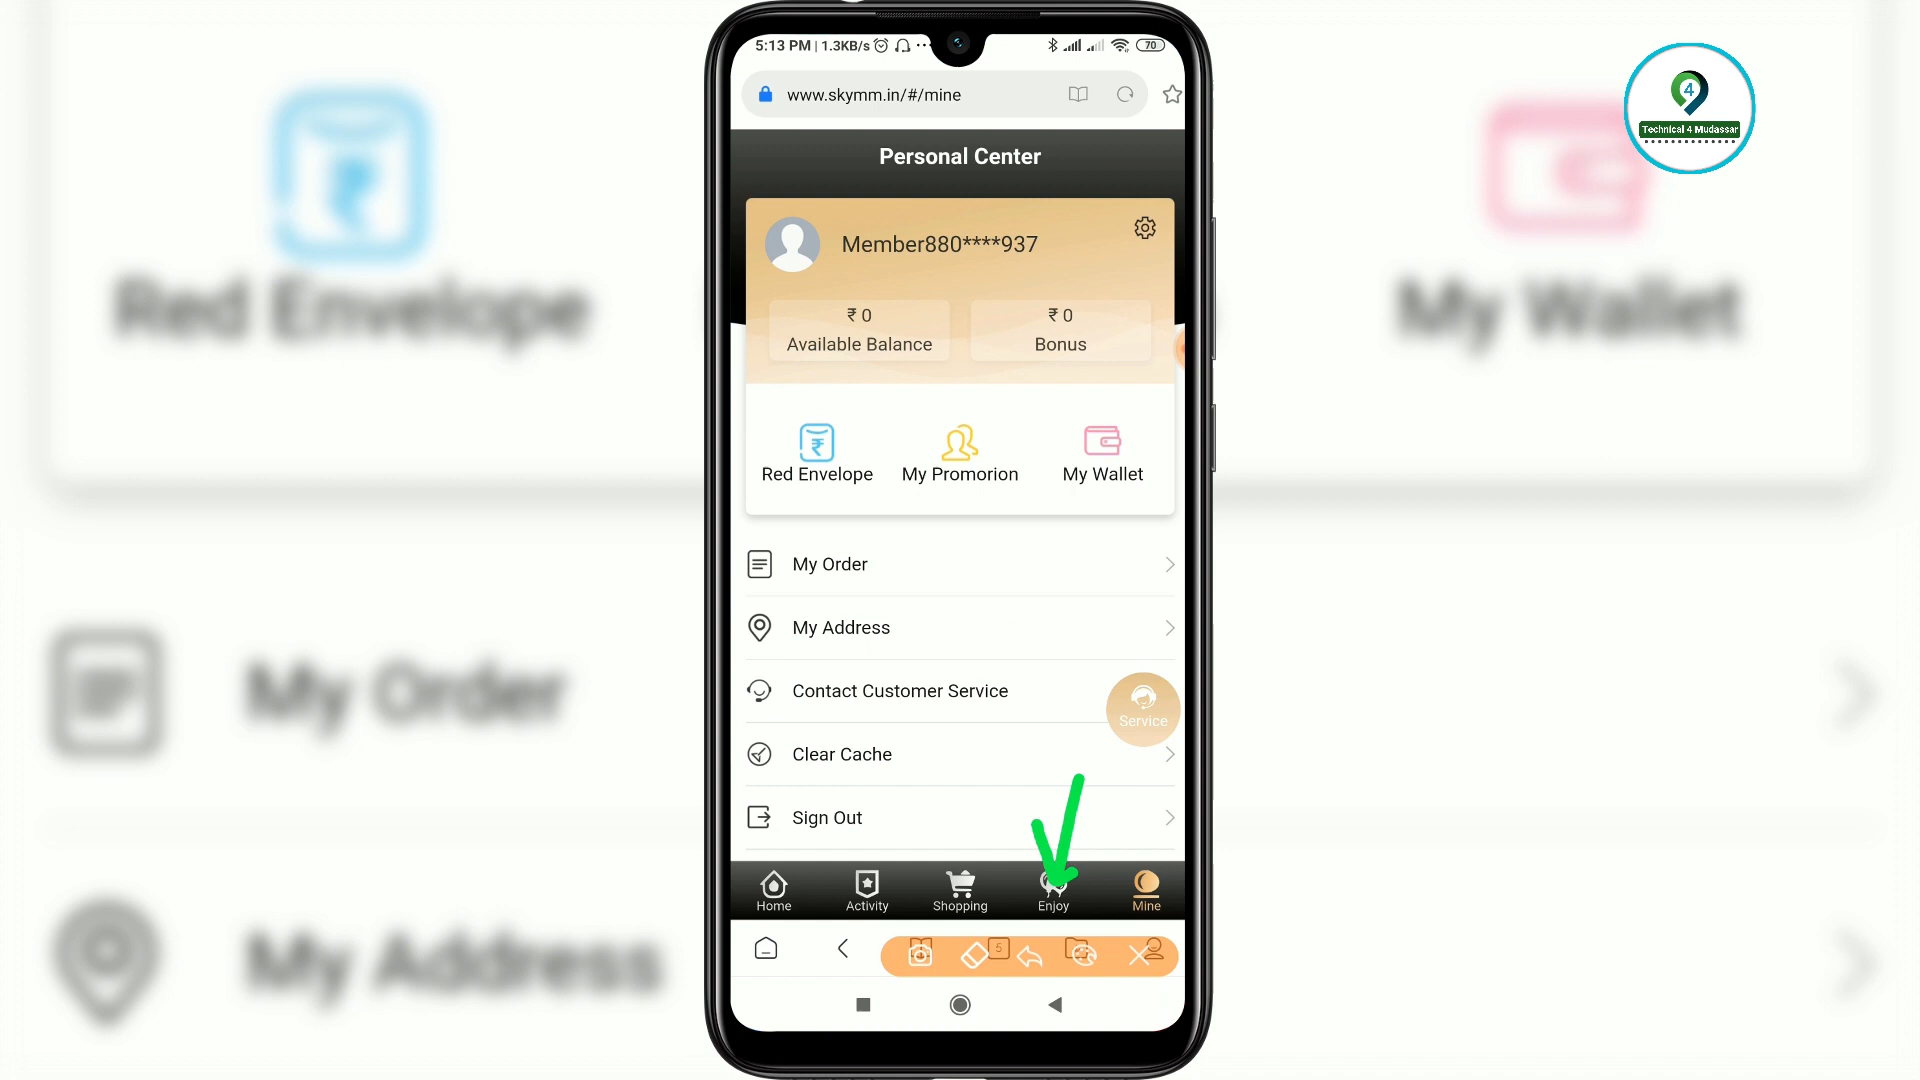 5:13 PM | 1.3KB/s
70
www.skymm.in/#/mine
Personal Center
Member880****937
₹ 0
Available Balance
₹ 0
Bonus
Red Envelope
My Promorion
My Wallet
My Order
My Address
Contact Customer Service
Service
Clear Cache
Sign Out
Home
Activity
Shopping
Enjoy
Mine
5
Red Envelope
My Wallet
My Order
My Address
4
Technical 4 Mudassar